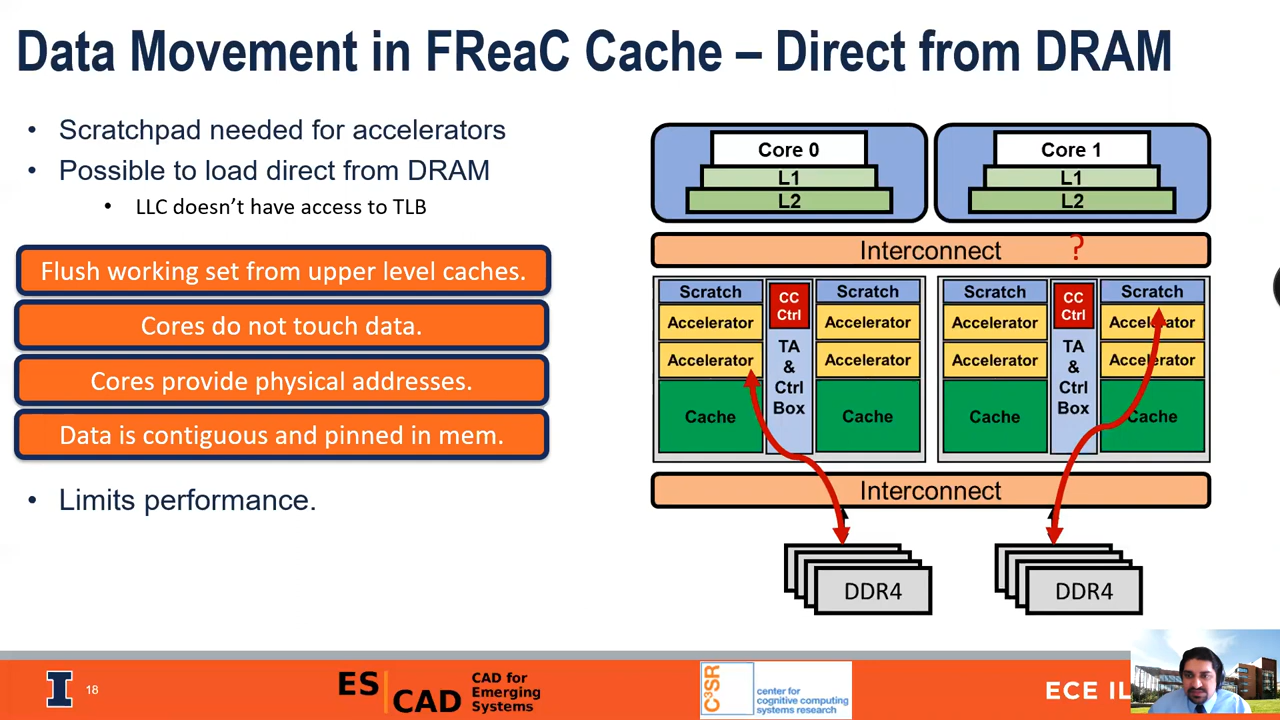 Data Movement in FReaC Cache – Direct from DRAM
• Scratchpad needed for accelerators
• Possible to load direct from DRAM
• LLC doesn't have access to TLB
Flush working set from upper level caches.
Cores do not touch data.
Cores provide physical addresses.
Data is contiguous and pinned in mem.
• Limits performance.
Core 0
L1
L2
Core 1
L1
L2
Interconnect ?
Scratch
Accelerator
Accelerator
Cache
CC
Ctrl
TA
&
Ctrl
Box
Scratch
Accelerator
Accelerator
Cache
Scratch
Accelerator
Accelerator
Cache
CC
Ctrl
TA
&
Ctrl
Box
Scratch
Accelerator
Accelerator
Cache
Interconnect
DDR4
DDR4
I
18
ES CAD
CAD for
Emerging
Systems
C³SR
center for
cognitive computing
systems research
ECE IL